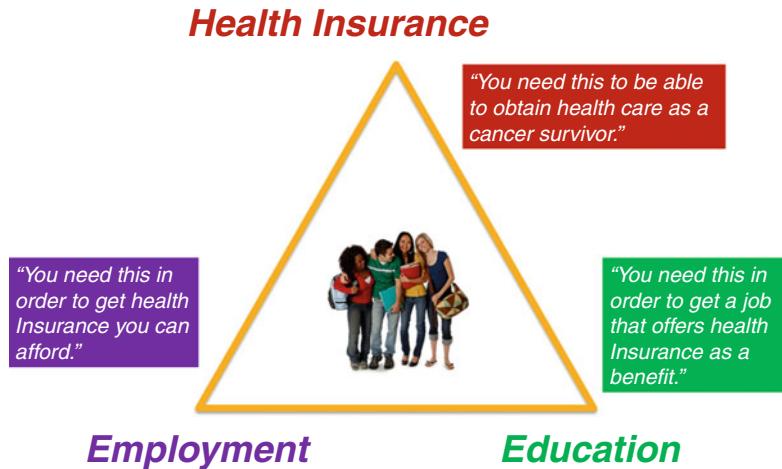 Health Insurance
“You need this to be able
to obtain health care as a
cancer survivor.”
“You need this in
order to get health
Insurance you can
afford.”
“You need this in
order to get a job
that offers health
Insurance as a
benefit.”
Employment
Education